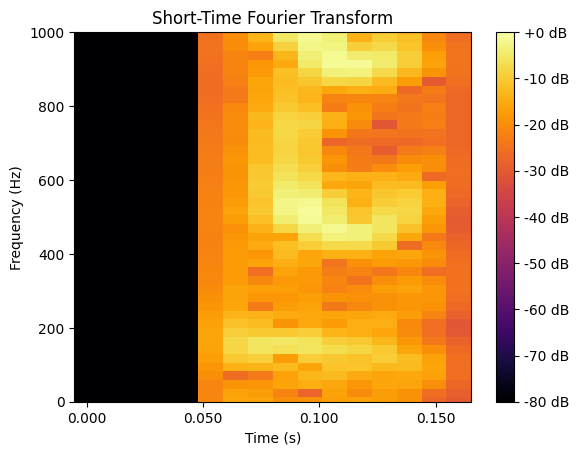 Short-Time Fourier Transform
1000
800
600
400
200
0
Frequency (Hz)
0.000
0.050
0.100
0.150
Time (s)
+0 dB
-10 dB
-20 dB
-30 dB
-40 dB
-50 dB
-60 dB
-70 dB
-80 dB